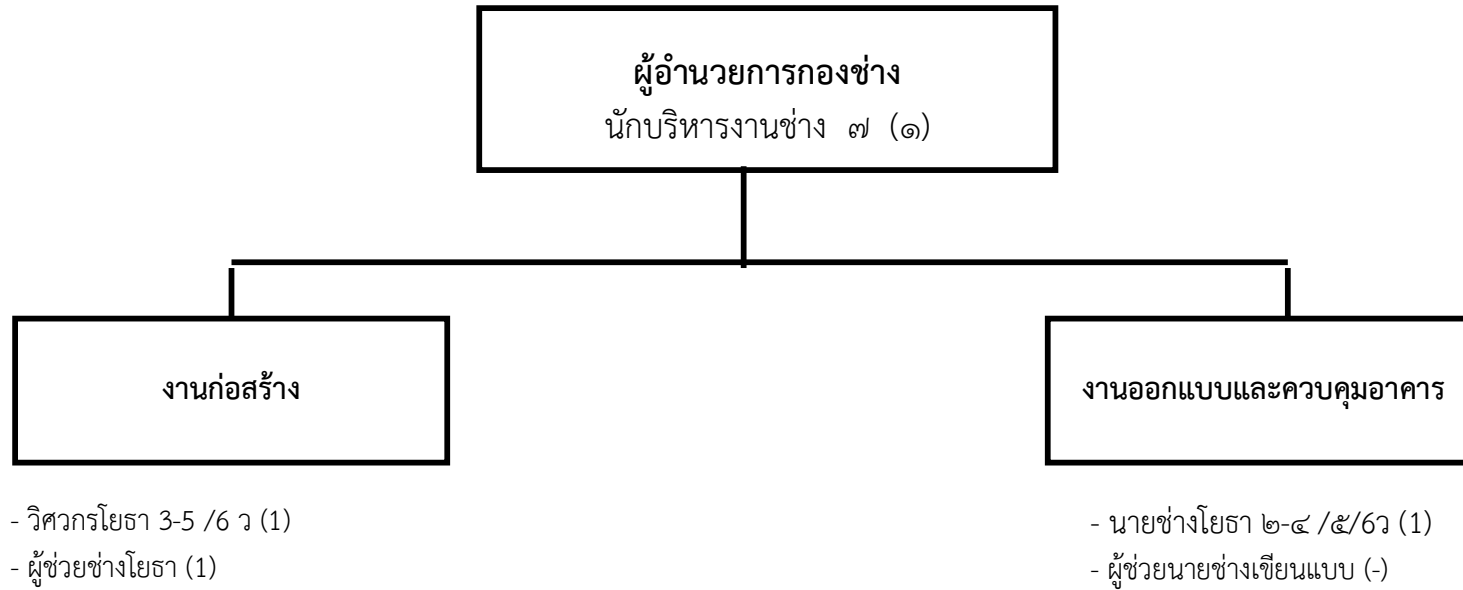 ผู้อำนวยการกองช่าง
นักบริหารงานช่าง ๗ (๑)
งานก่อสร้าง
งานออกแบบและควบคุมอาคาร
- วิศวกรโยธา 3-5 /6 ว (1)
- ผู้ช่วยช่างโยธา (1)
- นายช่างโยธา ๒-๔ /๕/6ว (1)
- ผู้ช่วยนายช่างเขียนแบบ (-)